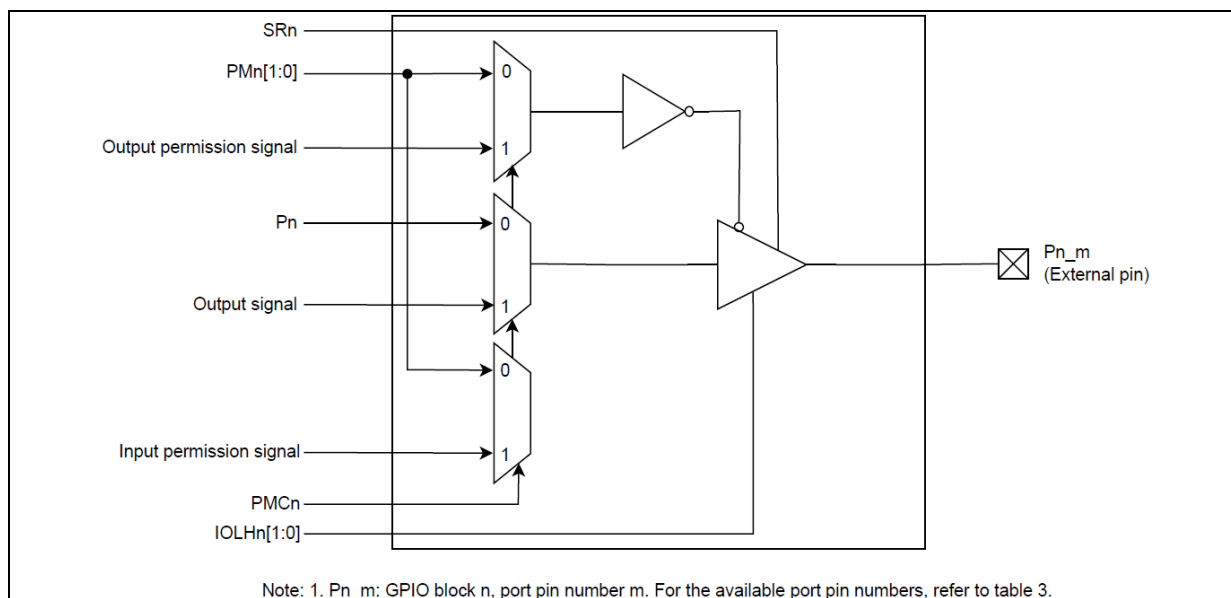 SRn
PMn[1:0]
0
Output permission signal
1
Pn
0
Output signal
1
0
Input permission signal
1
PMCn
IOLHn[1:0]
Pn_m
(External pin)
Note: 1. Pn_m: GPIO block n, port pin number m. For the available port pin numbers, refer to table 3.